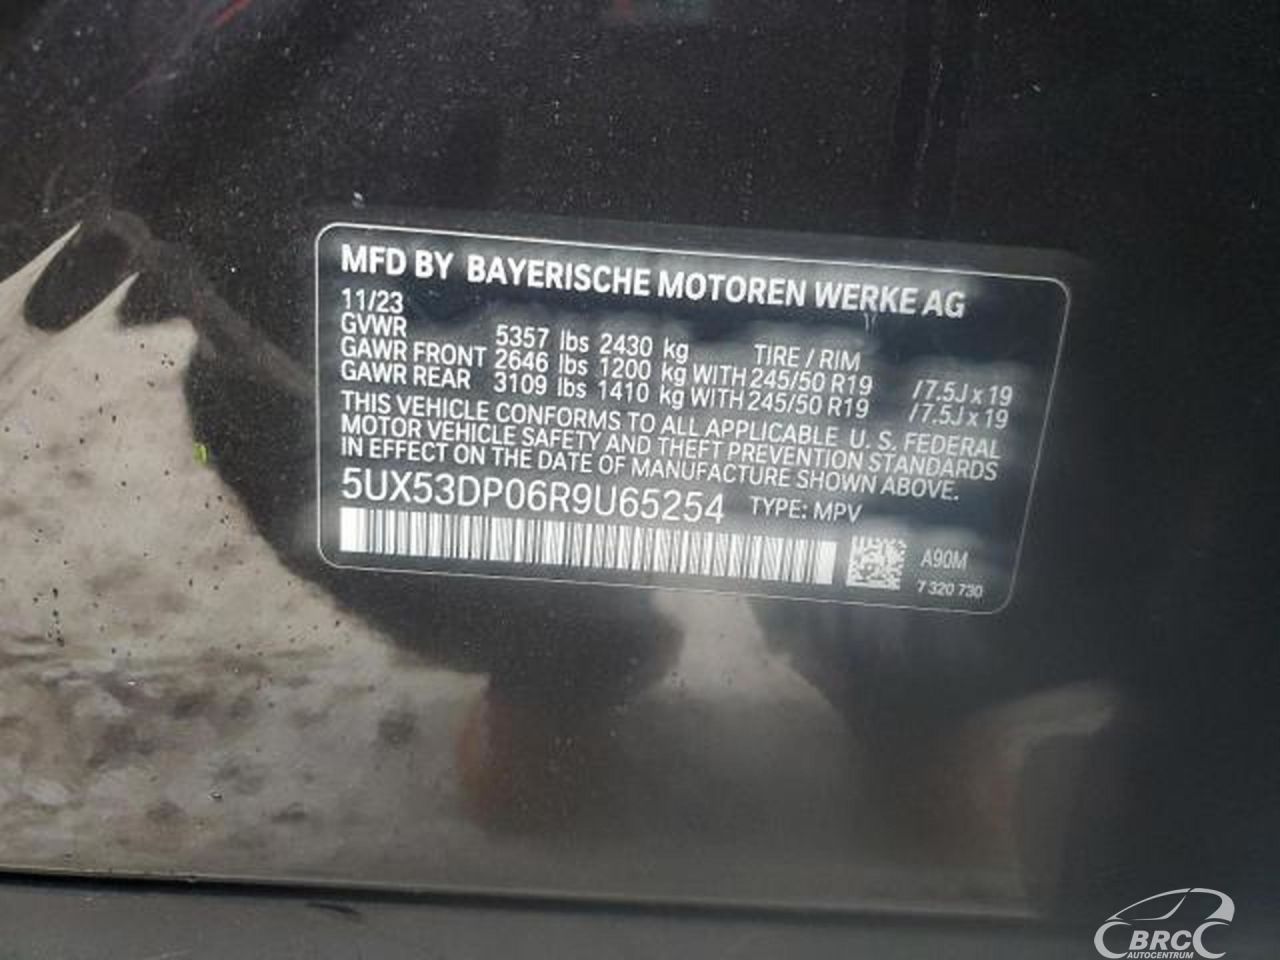 MFD BY BAYERISCHE MOTOREN WERKE AG
11/23
GVWR 5357 lbs 2430 kg TIRE / RIM
GAWR FRONT 2646 lbs 1200 kg WITH 245/50 R19 /7.5J x 19
GAWR REAR 3109 lbs 1410 kg WITH 245/50 R19 /7.5J x 19
THIS VEHICLE CONFORMS TO ALL APPLICABLE U. S. FEDERAL
MOTOR VEHICLE SAFETY AND THEFT PREVENTION STANDARDS
IN EFFECT ON THE DATE OF MANUFACTURE SHOWN ABOVE.
5UX53DP06R9U65254 TYPE: MPV
A90M
7 320 730
BRC
AUTOCENTRUM